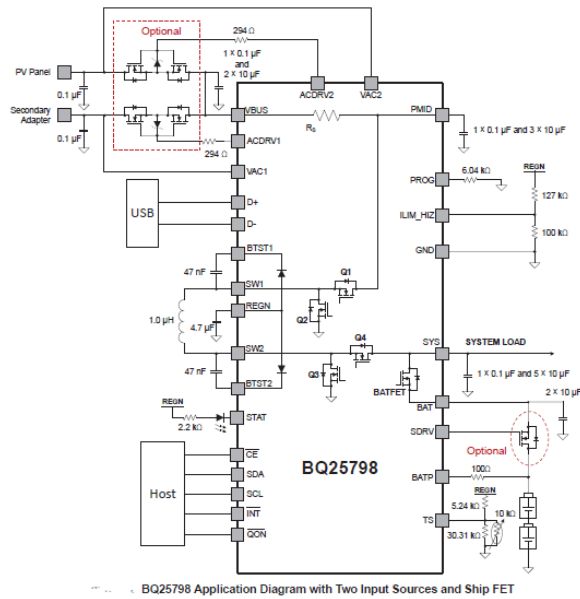 Optional
294 Ω
1 X 0.1 µF
and
2 X 10 µF
PV Panel
0.1 µF
ACDRV2
VAC2
Secondary
Adapter
VBUS
PMID
0.1 µF
1 X 0.1 µF and 3 X 10 µF
294 Ω
ACDRV1
6.04 kΩ
REGN
VAC1
PROG
127 kΩ
USB
D+
D-
ILIM_HIZ
100 kΩ
GND
BTST1
47 nF
Q1
SW1
1.0 µH
4.7 µF
REGN
Q2
Q4
SW2
SYS
SYSTEM LOAD
47 nF
Q3
1 X 0.1 µF and 5 X 10 µF
BTST2
BATFET
2 X 10 µF
REGN
BAT
STAT
2.2 kΩ
SDRV
Optional
CE
BQ25798
100Ω
BATP
Host
SDA
REGN
SCL
5.24 kΩ
10 kΩ
INT
TS
QON
30.31 kΩ
BQ25798 Application Diagram with Two Input Sources and Ship FET